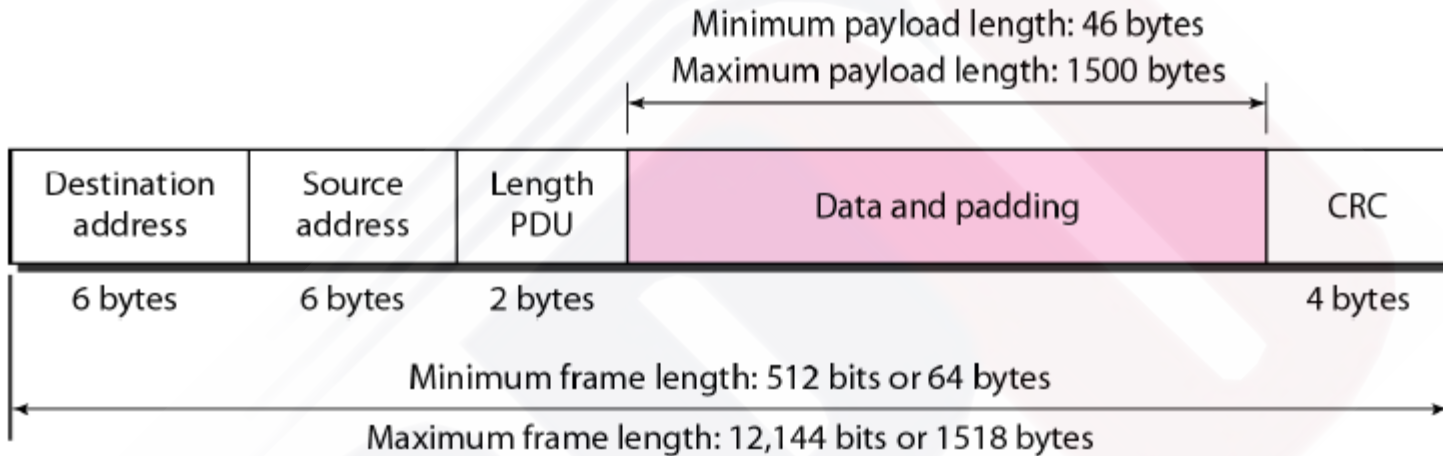 Minimum payload length: 46 bytes
Maximum payload length: 1500 bytes
Destination
address
Source
address
Length
PDU
Data and padding
CRC
6 bytes
6 bytes
2 bytes
4 bytes
Minimum frame length: 512 bits or 64 bytes
Maximum frame length: 12,144 bits or 1518 bytes